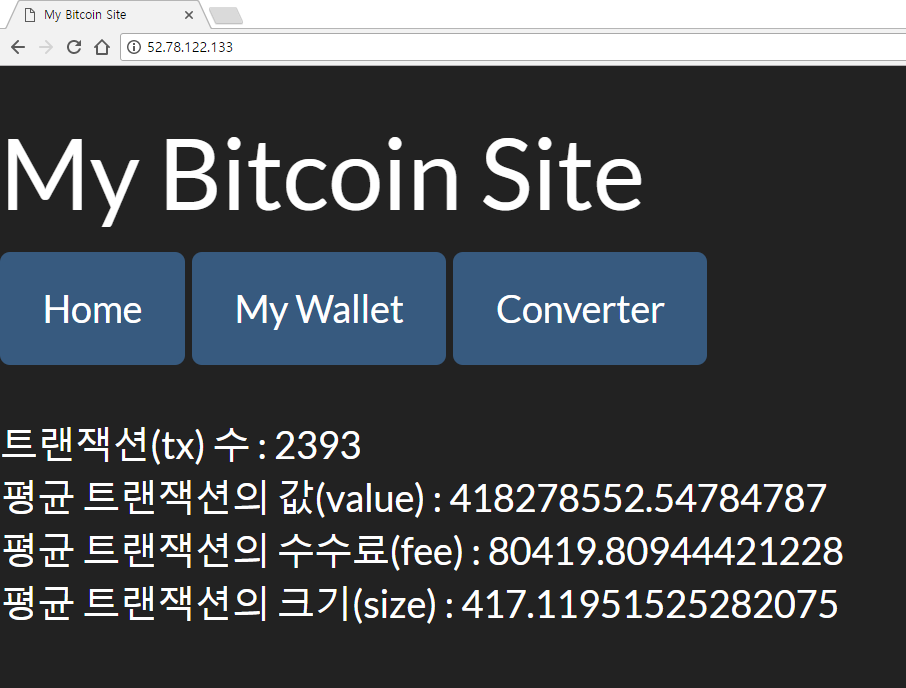 My Bitcoin Site
52.78.122.133
My Bitcoin Site
Home My Wallet Converter
트랜잭션(tx) 수 : 2393
평균 트랜잭션의 값(value) : 418278552.54784787
평균 트랜잭션의 수수료(fee) : 80419.80944421228
평균 트랜잭션의 크기(size) : 417.11951525282075